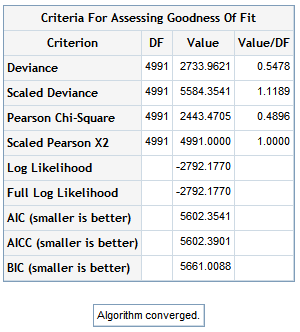 Criteria For Assessing Goodness Of Fit
Criterion DF Value Value/DF
Deviance 4991 2733.9621 0.5478
Scaled Deviance 4991 5584.3541 1.1189
Pearson Chi-Square 4991 2443.4705 0.4896
Scaled Pearson X2 4991 4991.0000 1.0000
Log Likelihood -2792.1770
Full Log Likelihood -2792.1770
AIC (smaller is better) 5602.3541
AICC (smaller is better) 5602.3901
BIC (smaller is better) 5661.0088
Algorithm converged.